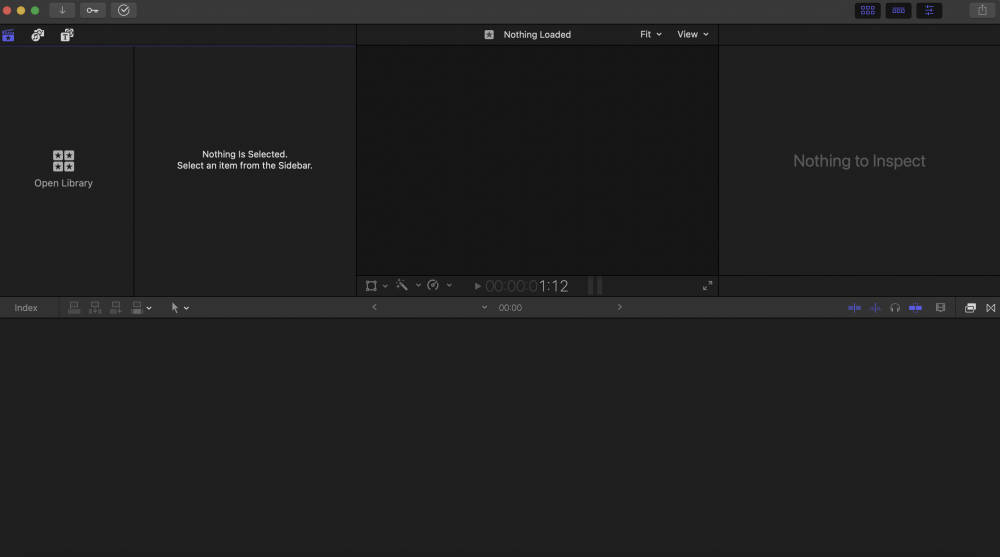 Nothing Loaded
Fit
View
Nothing Is Selected.
Select an item from the Sidebar.
Open Library
Nothing to Inspect
00:00:01:12
Index
00:00